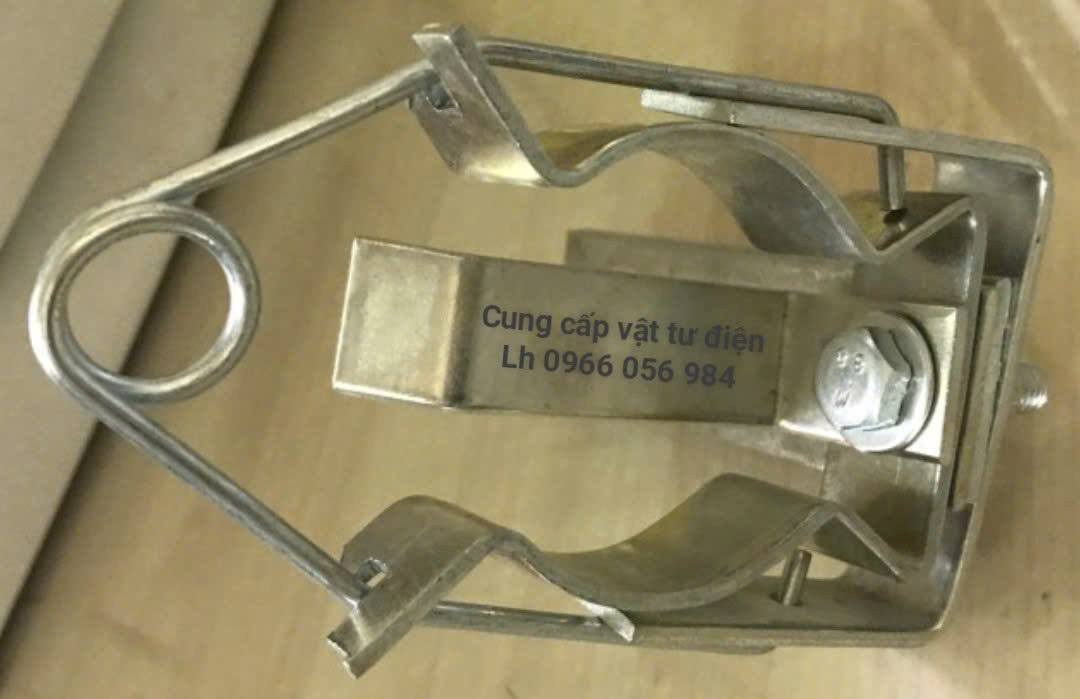 Cung cấp vật tư điện
Lh 0966 056 984